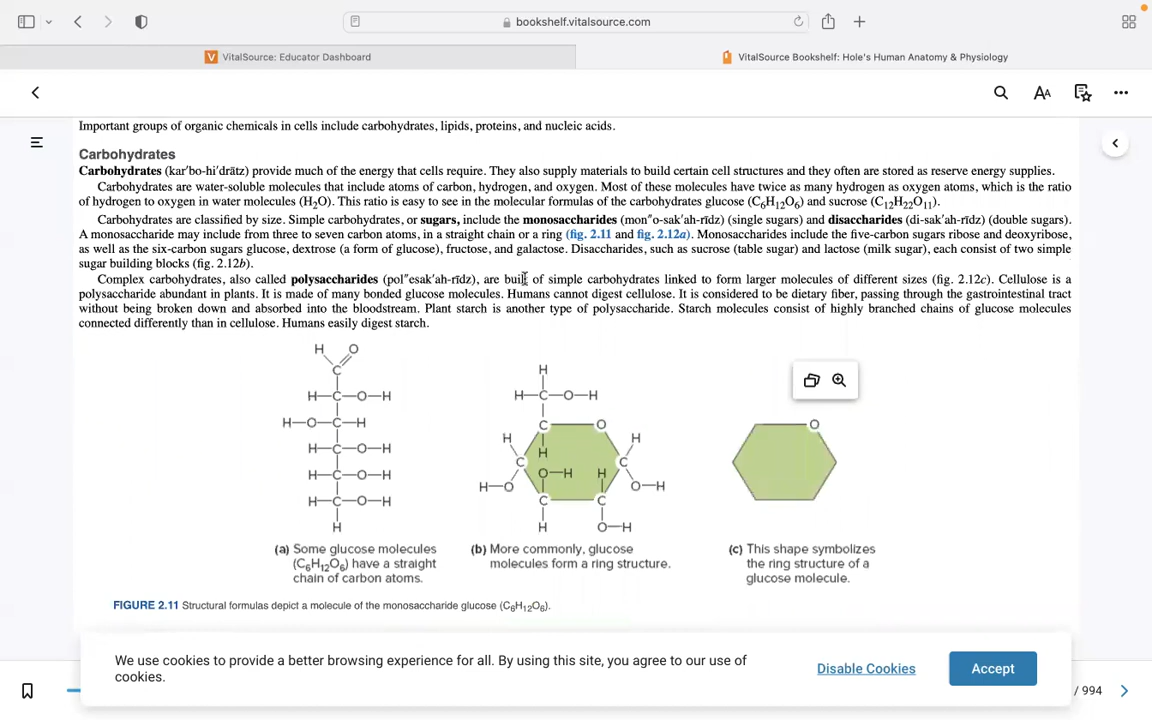 bookshelf.vitalsource.com
VitalSource: Educator Dashboard
VitalSource Bookshelf: Hole's Human Anatomy & Physiology
AA
Important groups of organic chemicals in cells include carbohydrates, lipids, proteins, and nucleic acids.
Carbohydrates
Carbohydrates (kar′bo-hi′drātz) provide much of the energy that cells require. They also supply materials to build certain cell structures and they often are stored as reserve energy supplies.
Carbohydrates are water-soluble molecules that include atoms of carbon, hydrogen, and oxygen. Most of these molecules have twice as many hydrogen as oxygen atoms, which is the ratio
of hydrogen to oxygen in water molecules (H₂O). This ratio is easy to see in the molecular formulas of the carbohydrates glucose (C₆H₁₂O₆) and sucrose (C₁₂H₂₂O₁₁).
Carbohydrates are classified by size. Simple carbohydrates, or sugars, include the monosaccharides (mon″o-sak′ah-rīdz) (single sugars) and disaccharides (di-sak′ah-rīdz) (double sugars).
A monosaccharide may include from three to seven carbon atoms, in a straight chain or a ring (fig. 2.11 and fig. 2.12a). Monosaccharides include the five-carbon sugars ribose and deoxyribose,
as well as the six-carbon sugars glucose, dextrose (a form of glucose), fructose, and galactose. Disaccharides, such as sucrose (table sugar) and lactose (milk sugar), each consist of two simple
sugar building blocks (fig. 2.12b).
Complex carbohydrates, also called polysaccharides (pol″esak′ah-rīdz), are built of simple carbohydrates linked to form larger molecules of different sizes (fig. 2.12c). Cellulose is a
polysaccharide abundant in plants. It is made of many bonded glucose molecules. Humans cannot digest cellulose. It is considered to be dietary fiber, passing through the gastrointestinal tract
without being broken down and absorbed into the bloodstream. Plant starch is another type of polysaccharide. Starch molecules consist of highly branched chains of glucose molecules
connected differently than in cellulose. Humans easily digest starch.
H O
C
H—C—O—H
H—O—C—H
H—C—O—H
H—C—O—H
H—C—O—H
H
H
H—C—O—H
C O
H H
H
C C
O—H H
H—O O—H
C C
H O—H
O
(a) Some glucose molecules
(C₆H₁₂O₆) have a straight
chain of carbon atoms.
(b) More commonly, glucose
molecules form a ring structure.
(c) This shape symbolizes
the ring structure of a
glucose molecule.
FIGURE 2.11 Structural formulas depict a molecule of the monosaccharide glucose (C₆H₁₂O₆).
We use cookies to provide a better browsing experience for all. By using this site, you agree to our use of
cookies.
Disable Cookies
Accept
/ 994